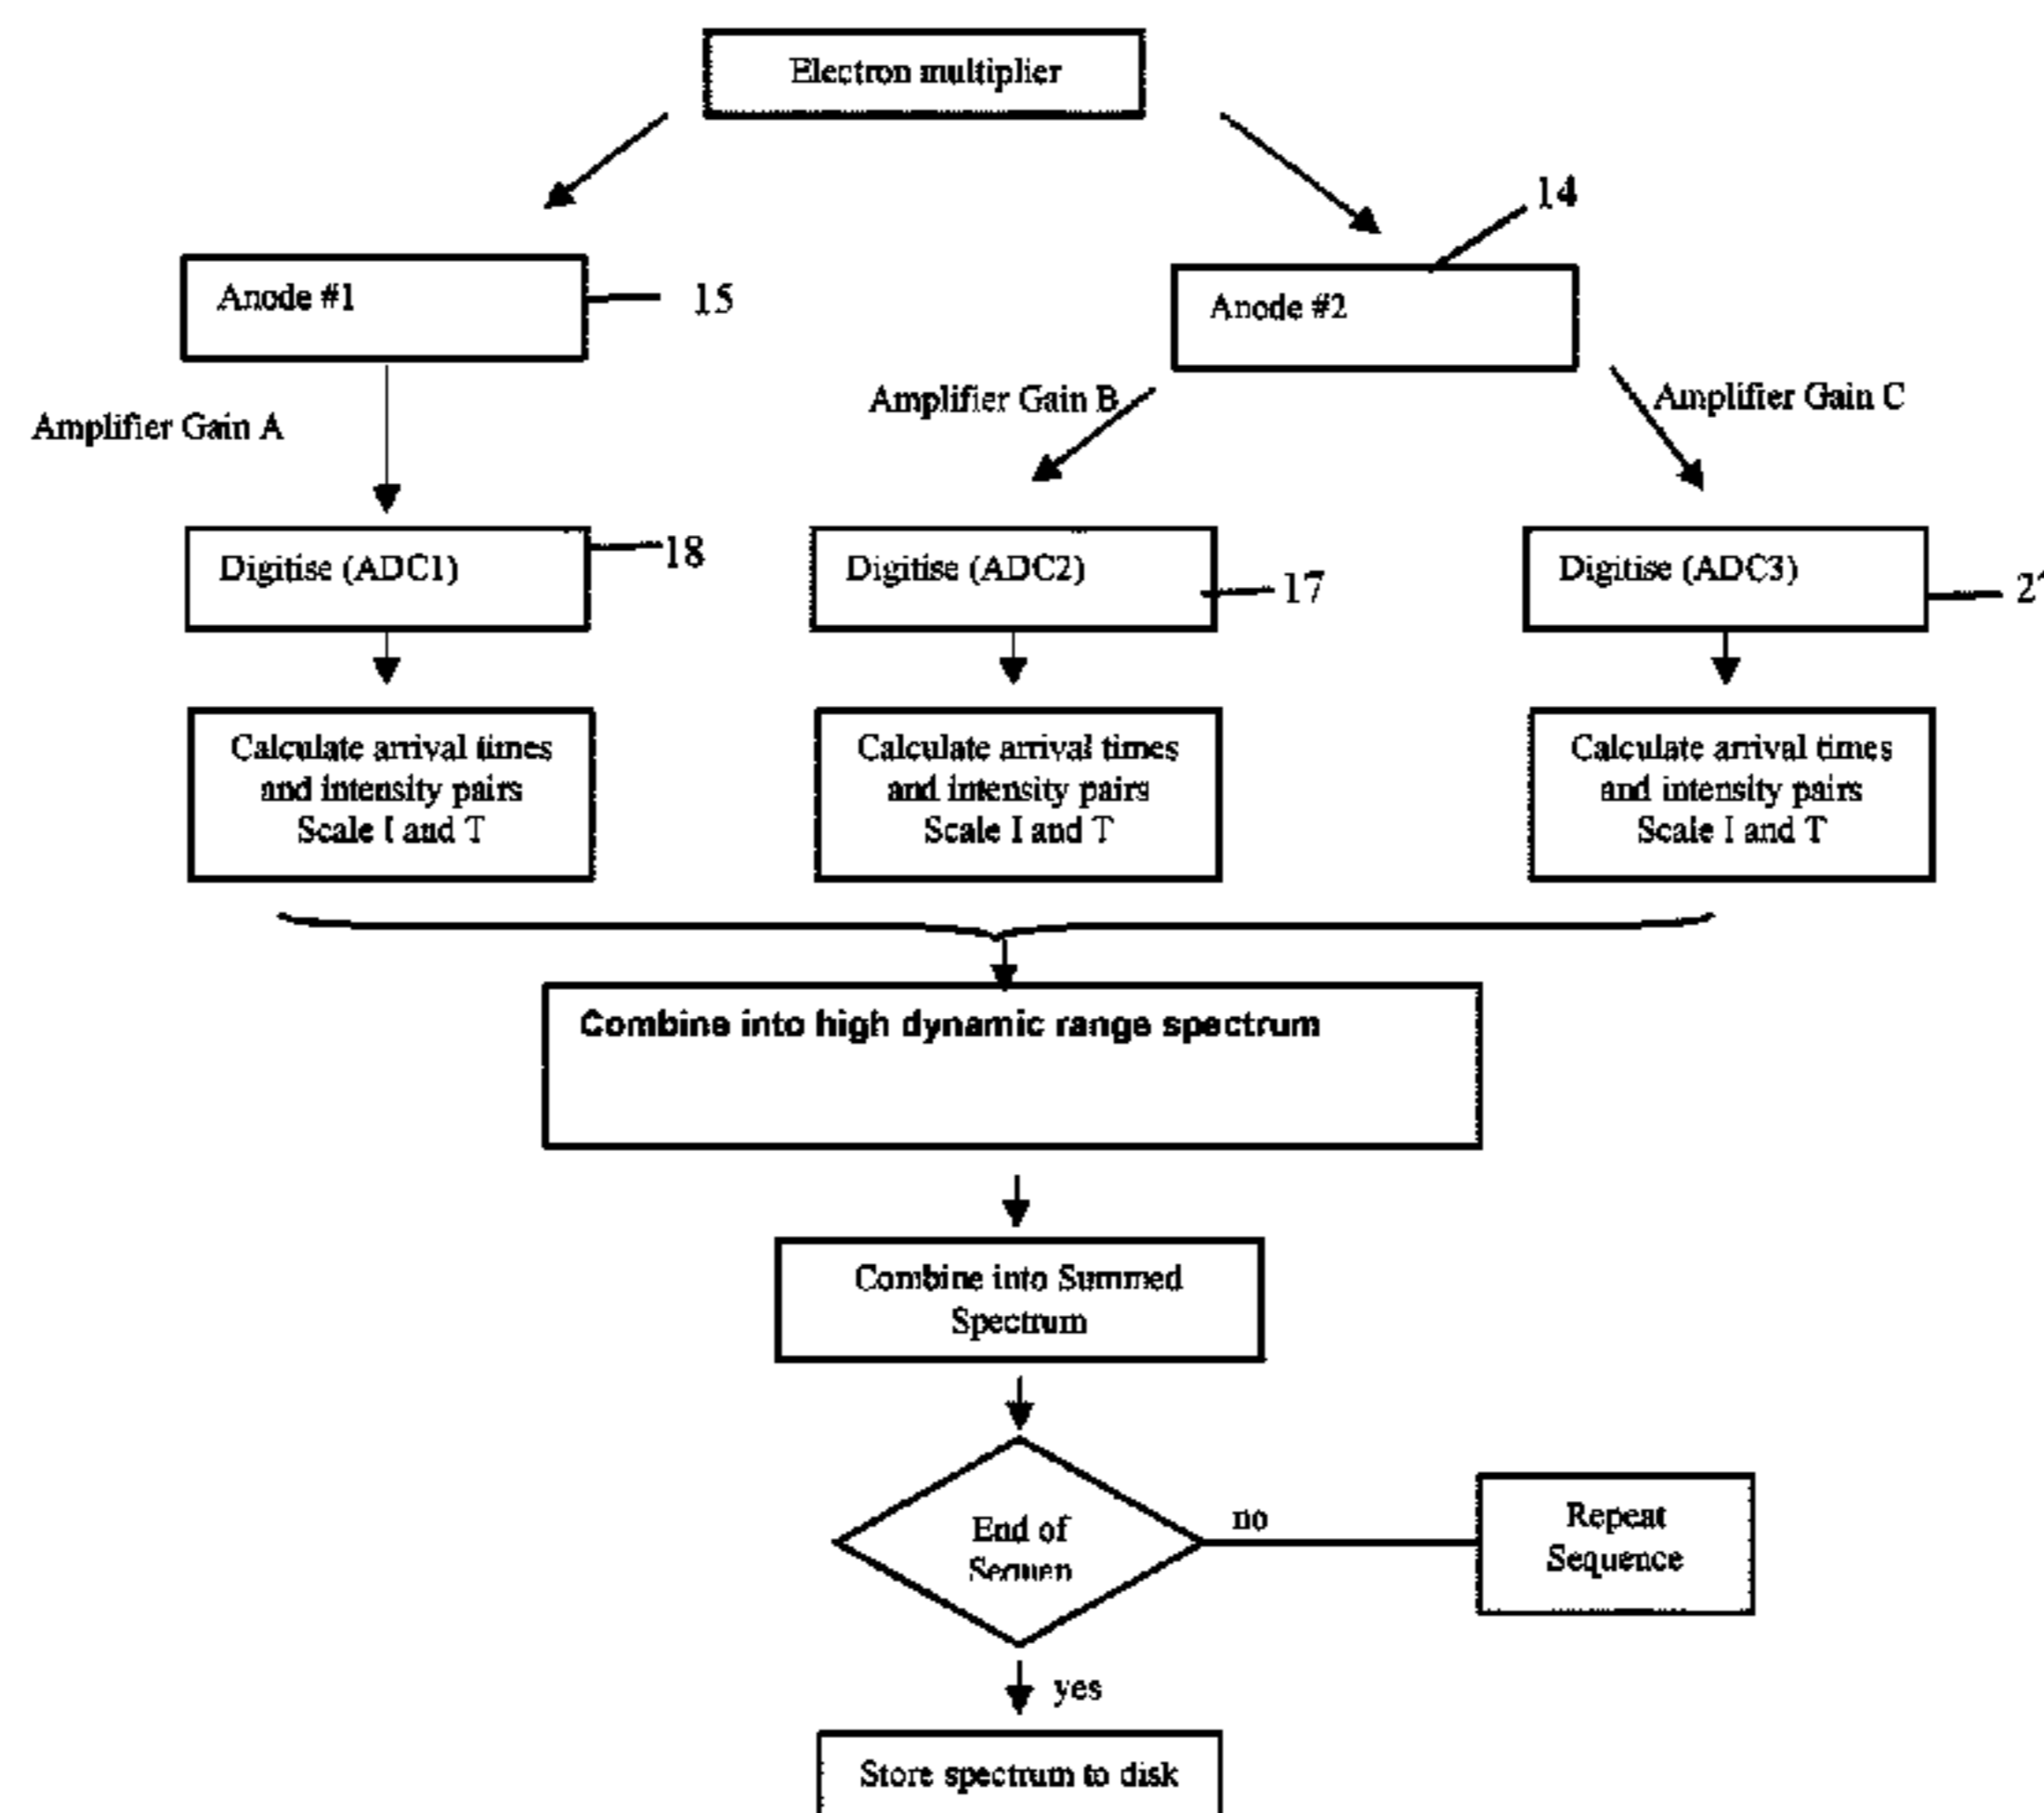 Electron multiplier
14
Anode #1
15
Anode #2
Amplifier Gain A
Amplifier Gain B
Amplifier Gain C
Digitise (ADC1)
18
Digitise (ADC2)
17
Digitise (ADC3)
Calculate arrival times
and intensity pairs
Scale I and T
Calculate arrival times
and intensity pairs
Scale I and T
Calculate arrival times
and intensity pairs
Scale I and T
Combine into high dynamic range spectrum
Combine into Summed
Spectrum
End of
no
Repeat
Sequence
yes
Store spectrum to disk